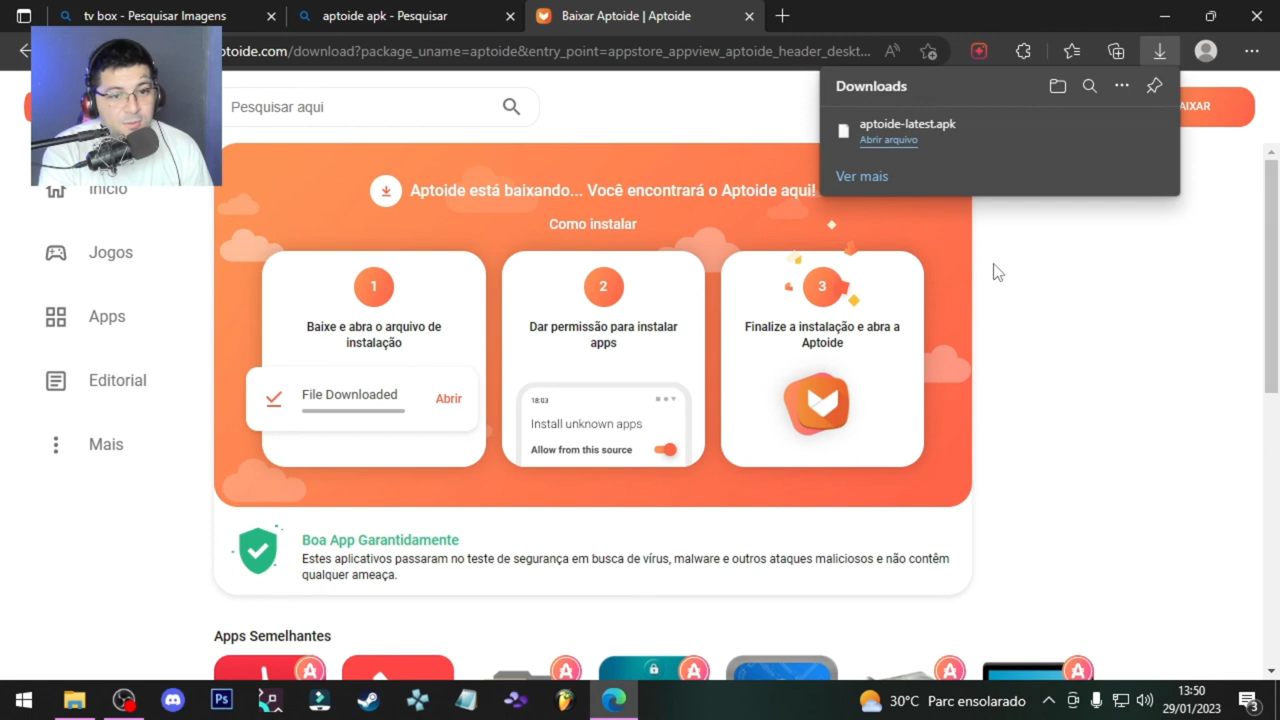 tv box - Pesquisar Imagens
aptoide apk - Pesquisar
Baixar Aptoide | Aptoide
toide.com/download?package_uname=aptoide&entry_point=appstore_appview_aptoide_header_deskt...
Downloads
aptoide-latest.apk
Abrir arquivo
Ver mais
Pesquisar aqui
AIXAR
Início
Jogos
Apps
Editorial
Mais
Aptoide está baixando... Você encontrará o Aptoide aqui!
Como instalar
1
Baixe e abra o arquivo de
instalação
File Downloaded
Abrir
2
Dar permissão para instalar
apps
18:03
Install unknown apps
Allow from this source
3
Finalize a instalação e abra a
Aptoide
Boa App Garantidamente
Estes aplicativos passaram no teste de segurança em busca de vírus, malware e outros ataques maliciosos e não contêm
qualquer ameaça.
Apps Semelhantes
Ps
30°C Parc ensolarado
13:50
29/01/2023
3